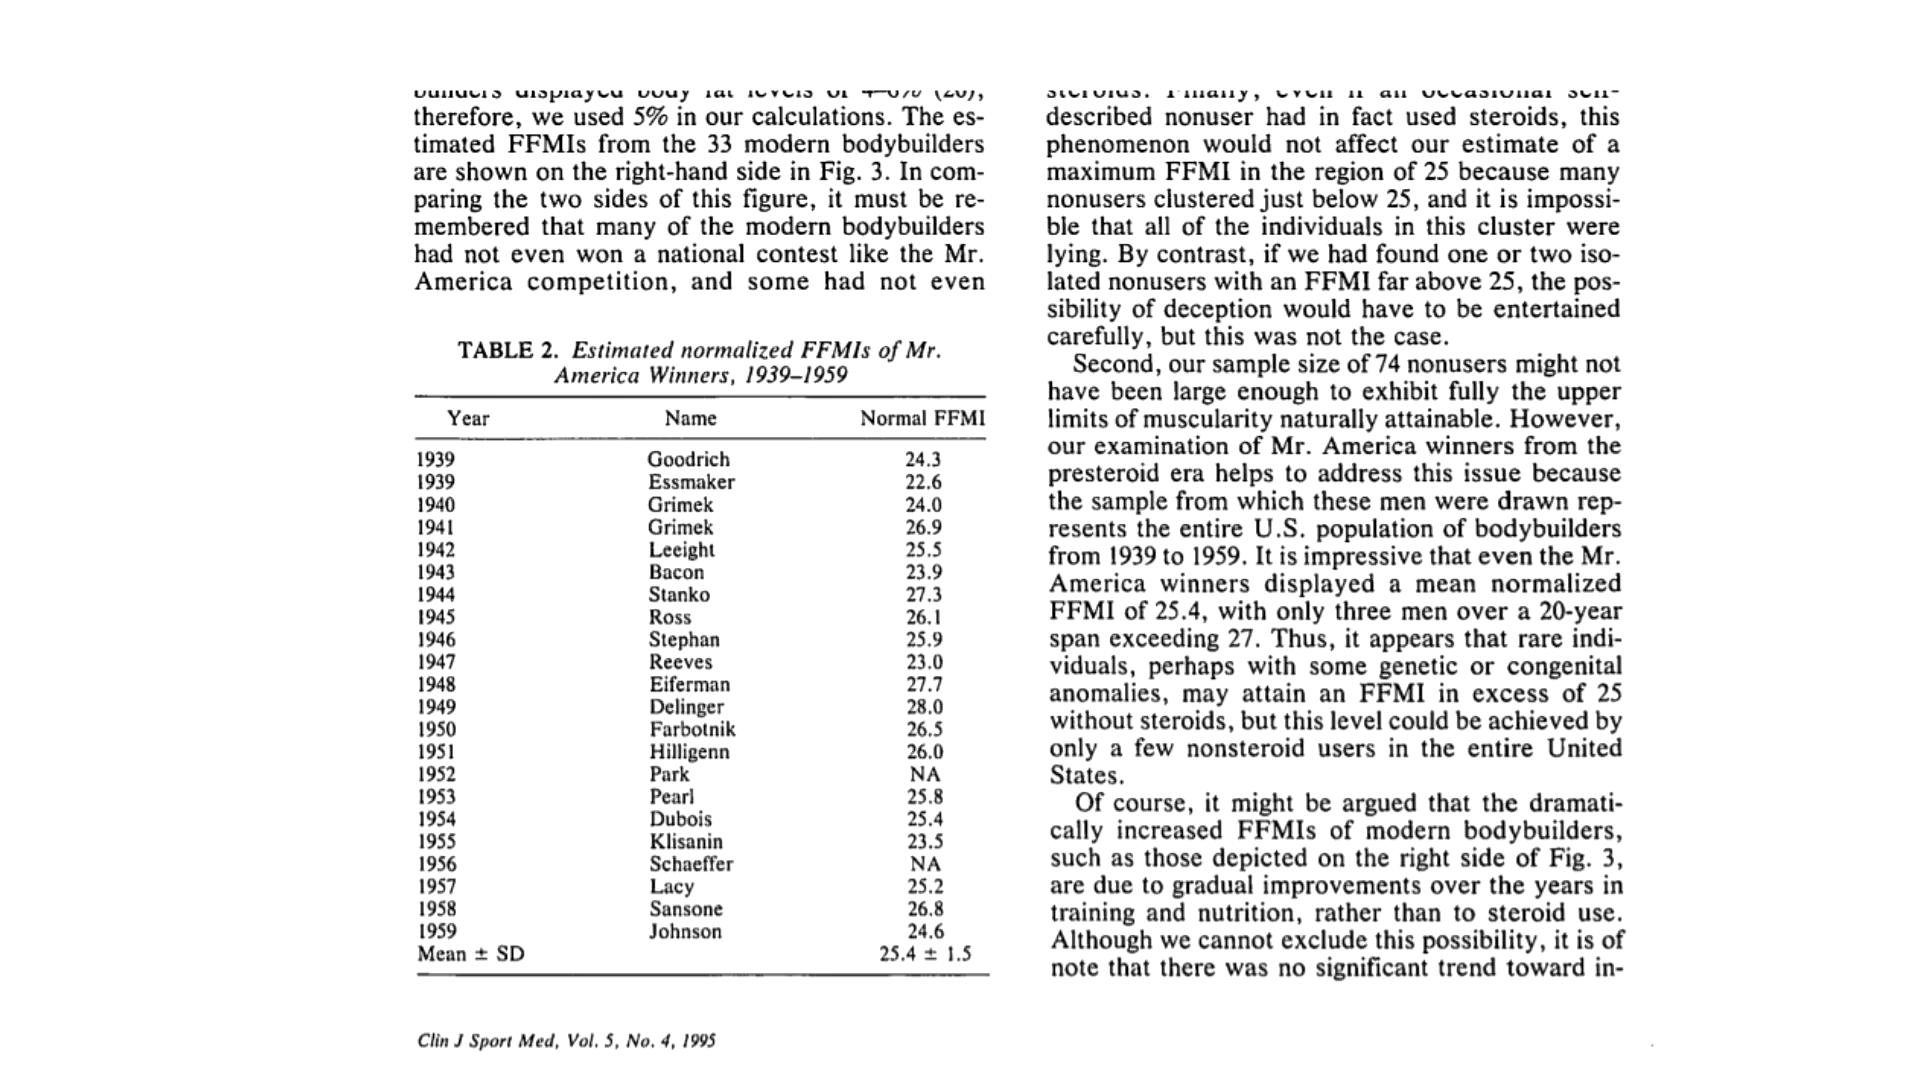 therefore, we used 5% in our calculations. The es-
timated FFMIs from the 33 modern bodybuilders
are shown on the right-hand side in Fig. 3. In com-
paring the two sides of this figure, it must be re-
membered that many of the modern bodybuilders
had not even won a national contest like the Mr.
America competition, and some had not even
TABLE 2. Estimated normalized FFMIs of Mr.
America Winners, 1939–1959
Year Name Normal FFMI
1939 Goodrich 24.3
1939 Essmaker 22.6
1940 Grimek 24.0
1941 Grimek 26.9
1942 Leeight 25.5
1943 Bacon 23.9
1944 Stanko 27.3
1945 Ross 26.1
1946 Stephan 25.9
1947 Reeves 23.0
1948 Eiferman 27.7
1949 Delinger 28.0
1950 Farbotnik 26.5
1951 Hilligenn 26.0
1952 Park NA
1953 Pearl 25.8
1954 Dubois 25.4
1955 Klisanin 23.5
1956 Schaeffer NA
1957 Lacy 25.2
1958 Sansone 26.8
1959 Johnson 24.6
Mean ± SD 25.4 ± 1.5
Clin J Sport Med, Vol. 5, No. 4, 1995
described nonuser had in fact used steroids, this
phenomenon would not affect our estimate of a
maximum FFMI in the region of 25 because many
nonusers clustered just below 25, and it is impossi-
ble that all of the individuals in this cluster were
lying. By contrast, if we had found one or two iso-
lated nonusers with an FFMI far above 25, the pos-
sibility of deception would have to be entertained
carefully, but this was not the case.
Second, our sample size of 74 nonusers might not
have been large enough to exhibit fully the upper
limits of muscularity naturally attainable. However,
our examination of Mr. America winners from the
presteroid era helps to address this issue because
the sample from which these men were drawn rep-
resents the entire U.S. population of bodybuilders
from 1939 to 1959. It is impressive that even the Mr.
America winners displayed a mean normalized
FFMI of 25.4, with only three men over a 20-year
span exceeding 27. Thus, it appears that rare indi-
viduals, perhaps with some genetic or congenital
anomalies, may attain an FFMI in excess of 25
without steroids, but this level could be achieved by
only a few nonsteroid users in the entire United
States.
Of course, it might be argued that the dramati-
cally increased FFMIs of modern bodybuilders,
such as those depicted on the right side of Fig. 3,
are due to gradual improvements over the years in
training and nutrition, rather than to steroid use.
Although we cannot exclude this possibility, it is of
note that there was no significant trend toward in-